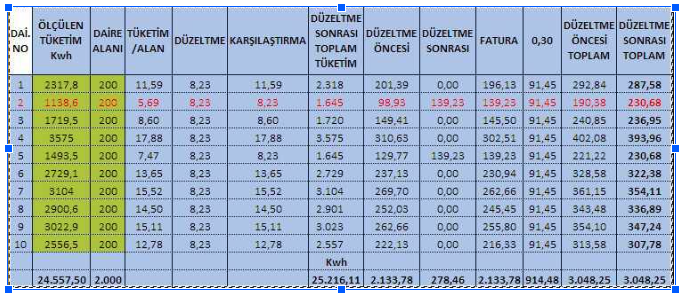 DAİ. NO | ÖLÇÜLEN TÜKETİM Kwh | DAİRE ALANI | TÜKETİM /ALAN | DÜZELTME | KARŞILAŞTIRMA | DÜZELTME SONRASI TOPLAM TÜKETİM | DÜZELTME ÖNCESİ | DÜZELTME SONRASI | FATURA | 0,30 | DÜZELTME ÖNCESİ TOPLAM | DÜZELTME SONRASI TOPLAM
1 | 2317,8 | 200 | 11,59 | 8,23 | 11,59 | 2.318 | 201,39 | 0,00 | 196,13 | 91,45 | 292,84 | 287,58
2 | 1138,6 | 200 | 5,69 | 8,23 | 8,23 | 1.645 | 98,93 | 139,23 | 139,23 | 91,45 | 190,38 | 230,68
3 | 1719,5 | 200 | 8,60 | 8,23 | 8,60 | 1.720 | 149,41 | 0,00 | 145,50 | 91,45 | 240,85 | 236,95
4 | 3575 | 200 | 17,88 | 8,23 | 17,88 | 3.575 | 310,63 | 0,00 | 302,51 | 91,45 | 402,08 | 393,96
5 | 1493,5 | 200 | 7,47 | 8,23 | 8,23 | 1.645 | 129,77 | 139,23 | 139,23 | 91,45 | 221,22 | 230,68
6 | 2729,1 | 200 | 13,65 | 8,23 | 13,65 | 2.729 | 237,13 | 0,00 | 230,94 | 91,45 | 328,58 | 322,38
7 | 3104 | 200 | 15,52 | 8,23 | 15,52 | 3.104 | 269,70 | 0,00 | 262,66 | 91,45 | 361,15 | 354,11
8 | 2900,6 | 200 | 14,50 | 8,23 | 14,50 | 2.901 | 252,03 | 0,00 | 245,45 | 91,45 | 343,48 | 336,89
9 | 3022,9 | 200 | 15,11 | 8,23 | 15,11 | 3.023 | 262,66 | 0,00 | 255,80 | 91,45 | 354,10 | 347,24
10 | 2556,5 | 200 | 12,78 | 8,23 | 12,78 | 2.557 | 222,13 | 0,00 | 216,33 | 91,45 | 313,58 | 307,78
Kwh
24.557,50 | 2.000 | 25.216,11 | 2.133,78 | 278,46 | 2.133,78 | 914,48 | 3.048,25 | 3.048,25